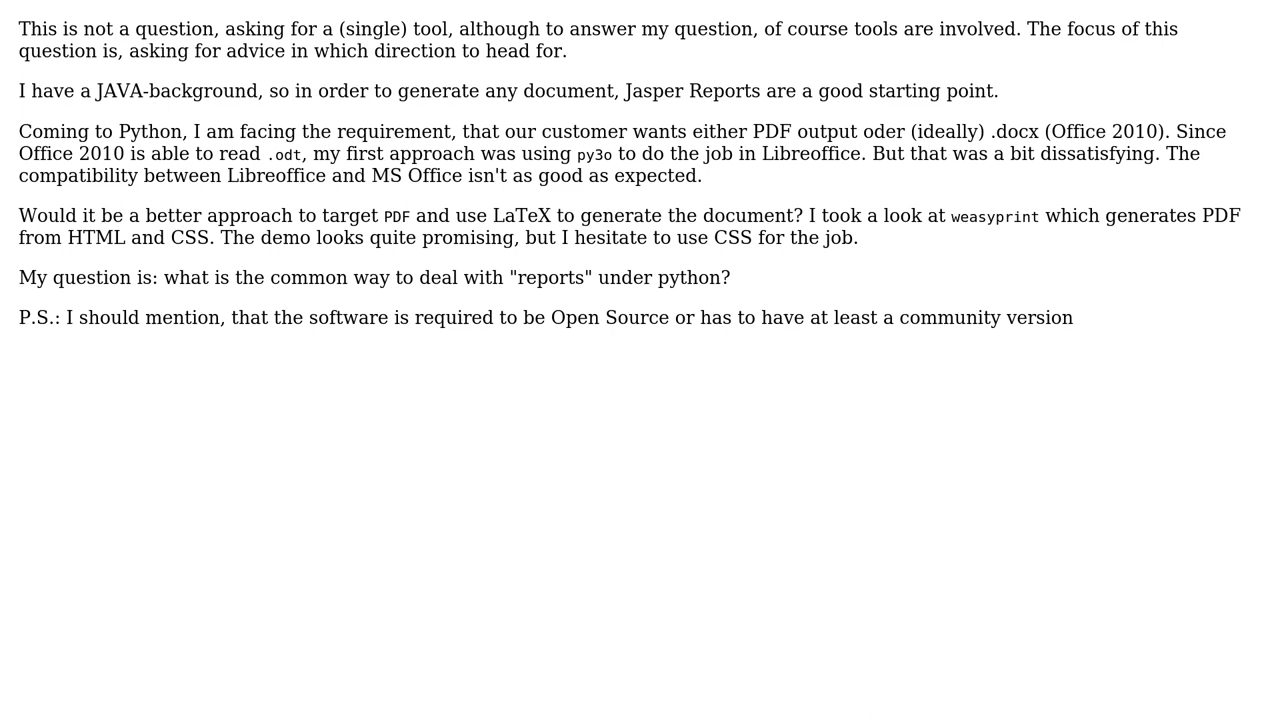 This is not a question, asking for a (single) tool, although to answer my question, of course tools are involved. The focus of this
question is, asking for advice in which direction to head for.
I have a JAVA-background, so in order to generate any document, Jasper Reports are a good starting point.
Coming to Python, I am facing the requirement, that our customer wants either PDF output oder (ideally) .docx (Office 2010). Since
Office 2010 is able to read .odt, my first approach was using py3o to do the job in Libreoffice. But that was a bit dissatisfying. The
compatibility between Libreoffice and MS Office isn't as good as expected.
Would it be a better approach to target PDF and use LaTeX to generate the document? I took a look at weasyprint which generates PDF
from HTML and CSS. The demo looks quite promising, but I hesitate to use CSS for the job.
My question is: what is the common way to deal with "reports" under python?
P.S.: I should mention, that the software is required to be Open Source or has to have at least a community version